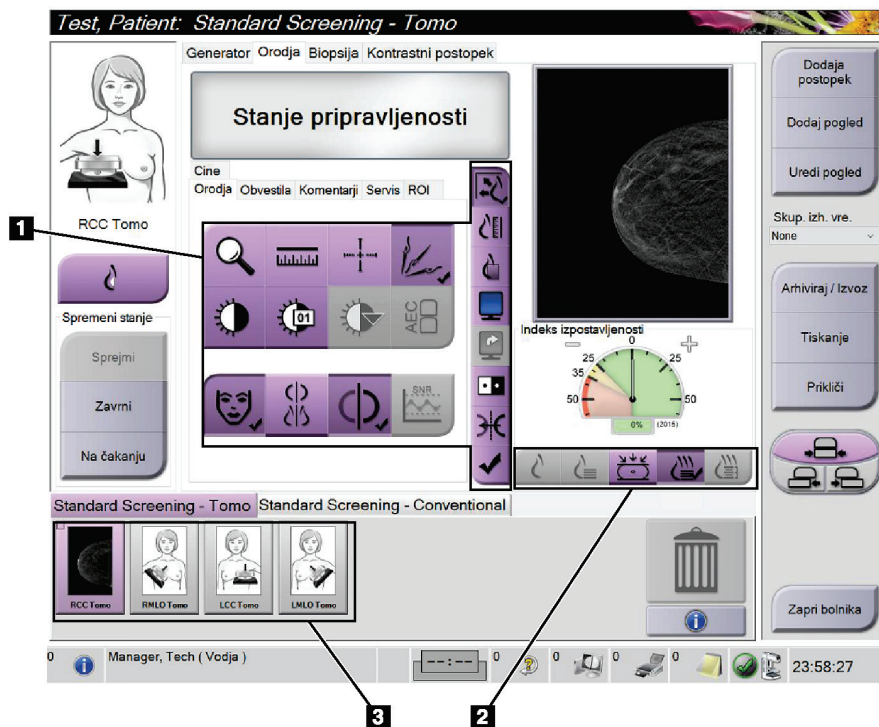 Test, Patient: Standard Screening - Tomo
Generator Orodja Biopsija Kontrastni postopek
Stanje pripravljenosti
Cine
Orodja Obvestila Komentarji Servis ROI
RCC Tomo
Spremeni stanje
Sprejmi
Zavrni
Na čakanju
1
01
AEC
SNR
Indeks izpostavljenosti
0
25 25
35
50 50
0% (2015)
Dodaja
postopek
Dodaj pogled
Uredi pogled
Skup. izh. vre.
None
Arhiviraj / Izvoz
Tiskanje
Prikliči
Zapri bolnika
Standard Screening - Tomo Standard Screening - Conventional
RCC Tomo RMLO Tomo LCC Tomo LMLO Tomo
0 Manager, Tech ( Vodja ) --:-- 0 0 0 0 23:58:27
3 2